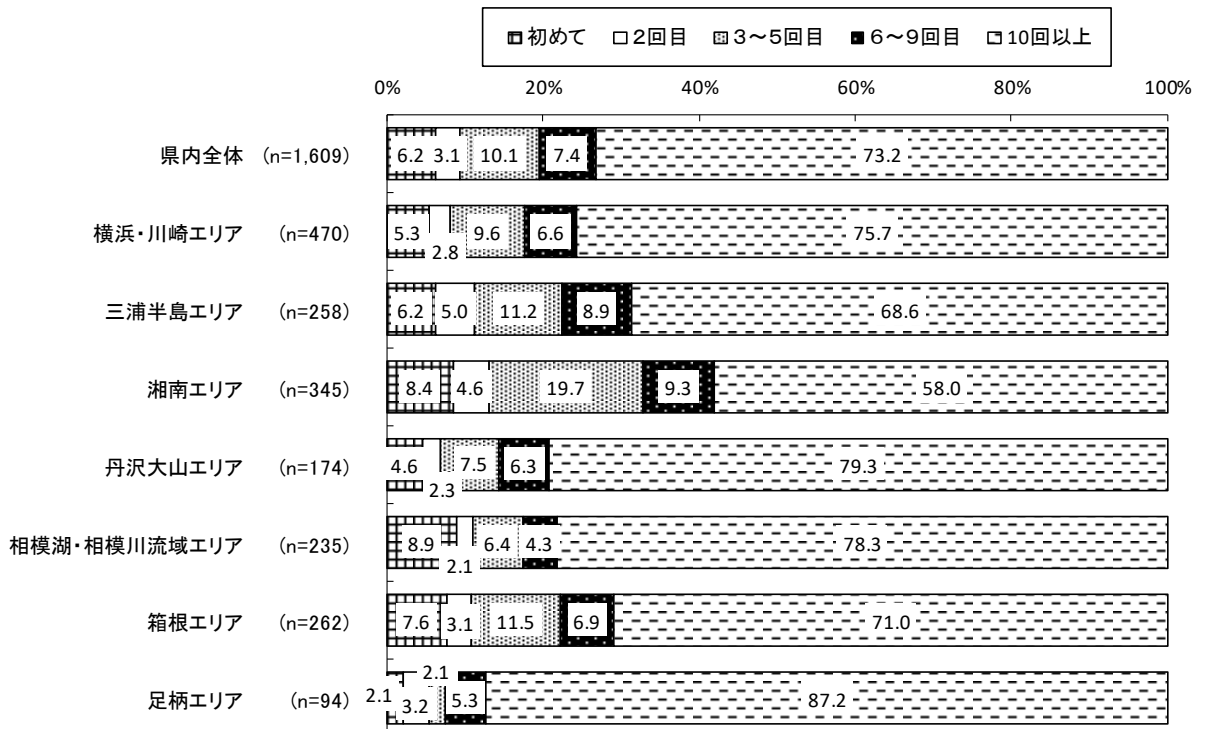 初めて 2回目 3～5回目 6～9回目 10回以上
0% 20% 40% 60% 80% 100%
県内全体 (n=1,609) 6.2 3.1 10.1 7.4 73.2
横浜・川崎エリア (n=470) 5.3 2.8 9.6 6.6 75.7
三浦半島エリア (n=258) 6.2 5.0 11.2 8.9 68.6
湘南エリア (n=345) 8.4 4.6 19.7 9.3 58.0
丹沢大山エリア (n=174) 4.6 2.3 7.5 6.3 79.3
相模湖・相模川流域エリア (n=235) 8.9 2.1 6.4 4.3 78.3
箱根エリア (n=262) 7.6 3.1 11.5 6.9 71.0
足柄エリア (n=94) 2.1 3.2 2.1 5.3 87.2